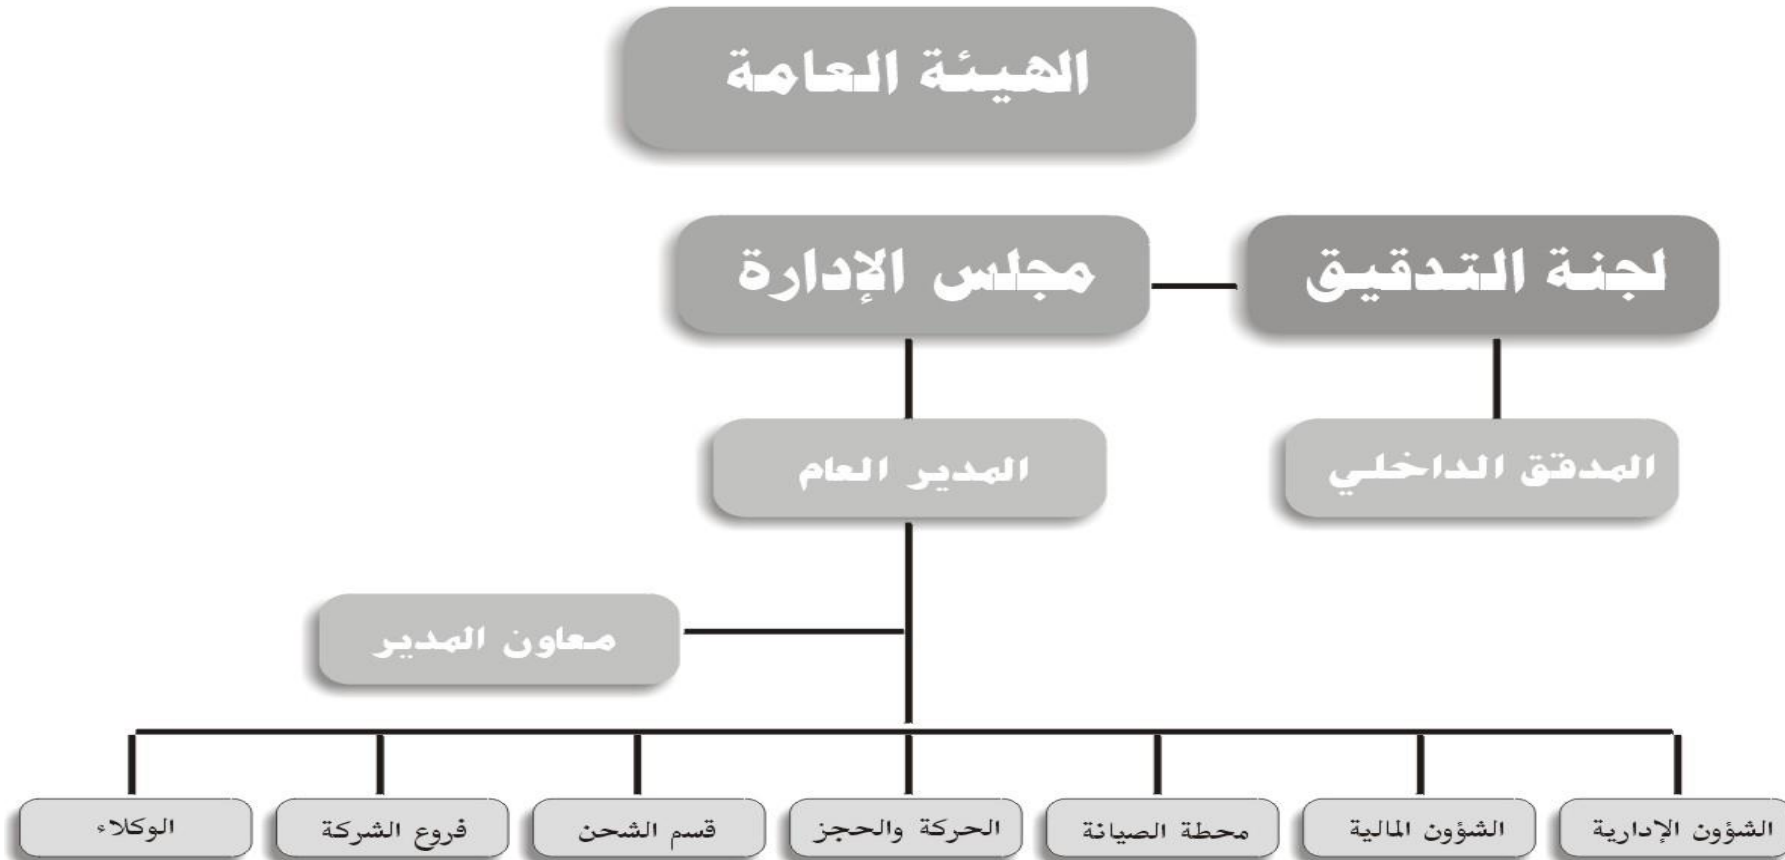 الهيئة العامة
لجنة التدقيق
مجلس الإدارة
المدقق الداخلي
المدير العام
معاون المدير
الشؤون الإدارية
الشؤون المالية
محطة الصيانة
الحركة والحجز
قسم الشحن
فروع الشركة
الوكلاء